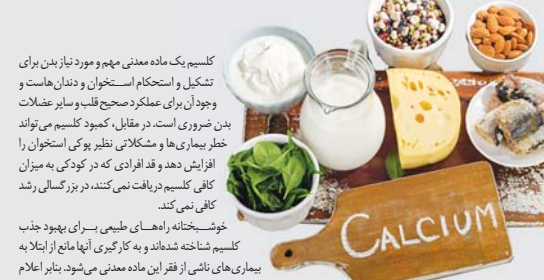 کلسیم یک ماده معدنی مهم و مورد نیاز بدن برای
تشکیل و استحکام استخوان و دندان‌هاست و
وجود آن برای عملکرد صحیح قلب و سایر عضلات
بدن ضروری است. در مقابل، کمبود کلسیم می‌تواند
خطر بیماری‌ها و مشکلاتی نظیر پوکی استخوان را
افزایش دهد و قد افرادی که در کودکی به میزان
کافی کلسیم دریافت نمی‌کنند، در بزرگسالی رشد
کافی نمی‌کند.
خوشبختانه راه‌های طبیعی برای بهبود جذب
کلسیم شناخته شده‌اند و به کار گیری آنها مانع از ابتلا به
بیماری‌های ناشی از فقر این ماده معدنی می‌شود. بنابر اعلام
CALCIUM